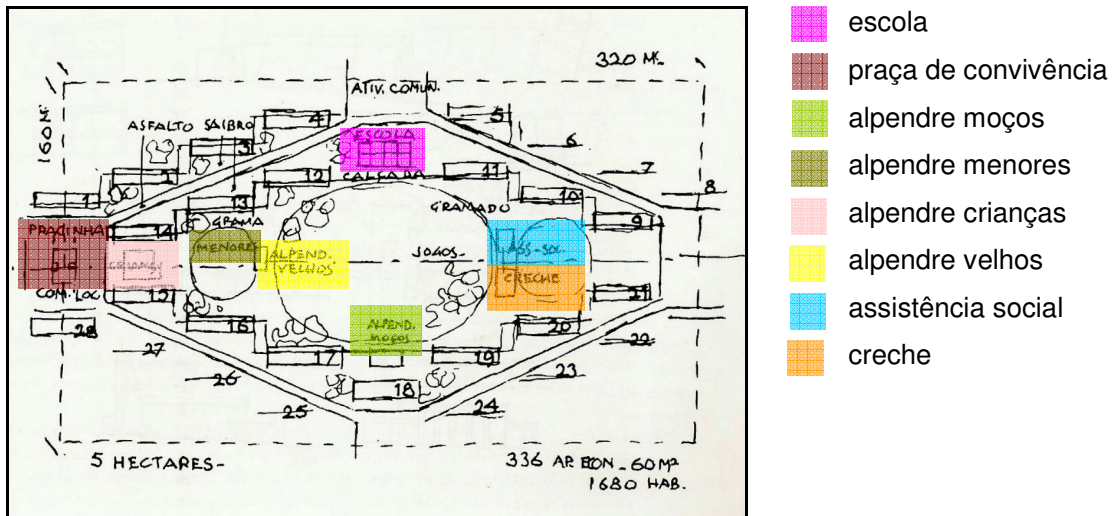 320 M.
ATIV. COMUN.
160 M.
ASFALTO SAIBRO
4
5
ESCOLA
3
6
CALÇADA
12
11
2
7
13
10
8
1
GRAMADO
9
14
GRAMA
PRACINHA
MENORES
ALPEND.
VELHOS
JOGOS-
ASS-SOC.
CRECHE
COM. LOC
15
21
28
16
ALPEND.
MOÇOS
20
22
27
17
19
26
18
23
25
24
5 HECTARES-
336 AP. ECON - 60 M²
1680 HAB.
escola
praça de convivência
alpendre moços
alpendre menores
alpendre crianças
alpendre velhos
assistência social
creche